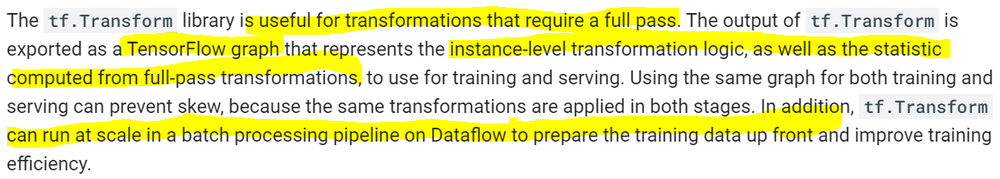 The tf.Transform library is useful for transformations that require a full pass. The output of tf.Transform is
exported as a TensorFlow graph that represents the instance-level transformation logic, as well as the statistic
computed from full-pass transformations, to use for training and serving. Using the same graph for both training and
serving can prevent skew, because the same transformations are applied in both stages. In addition, tf.Transform
can run at scale in a batch processing pipeline on Dataflow to prepare the training data up front and improve training
efficiency.